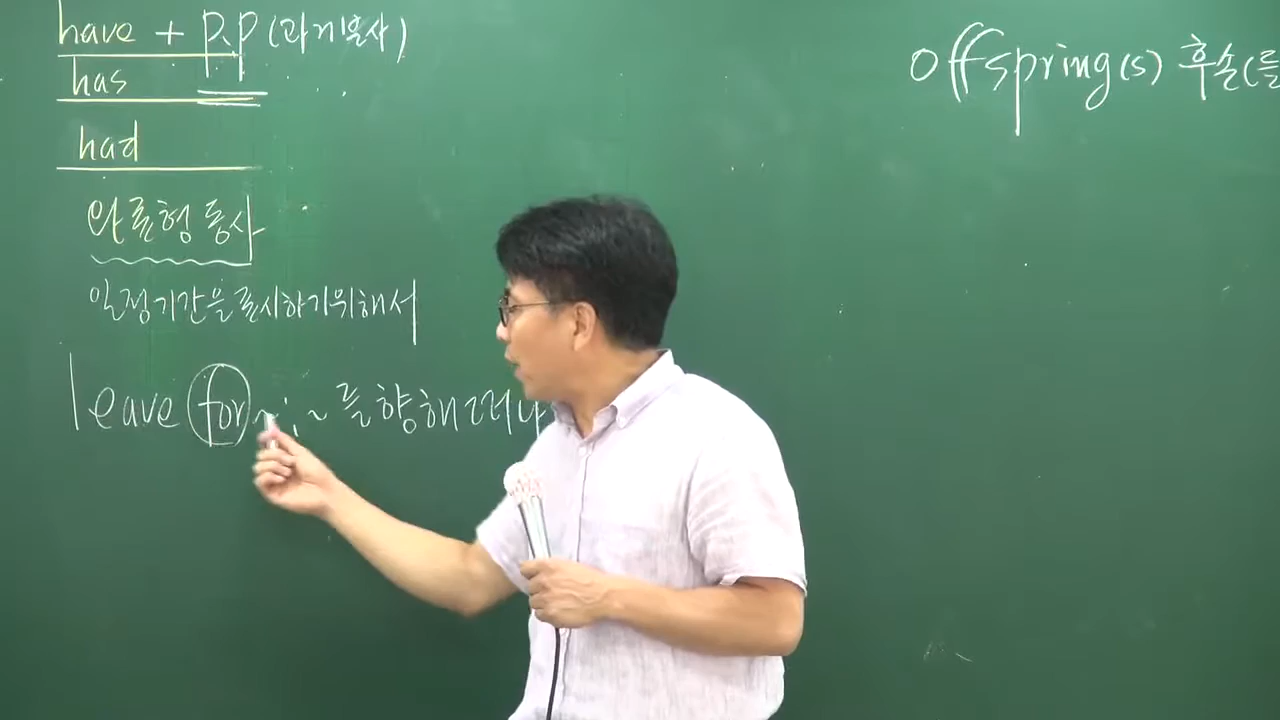 have + p.p (과거분사)
has
had
완료형 동사
일정기간을 표시하기위해서
leave for~ : ~를 향해 떠나
offspring(s) 후손(들